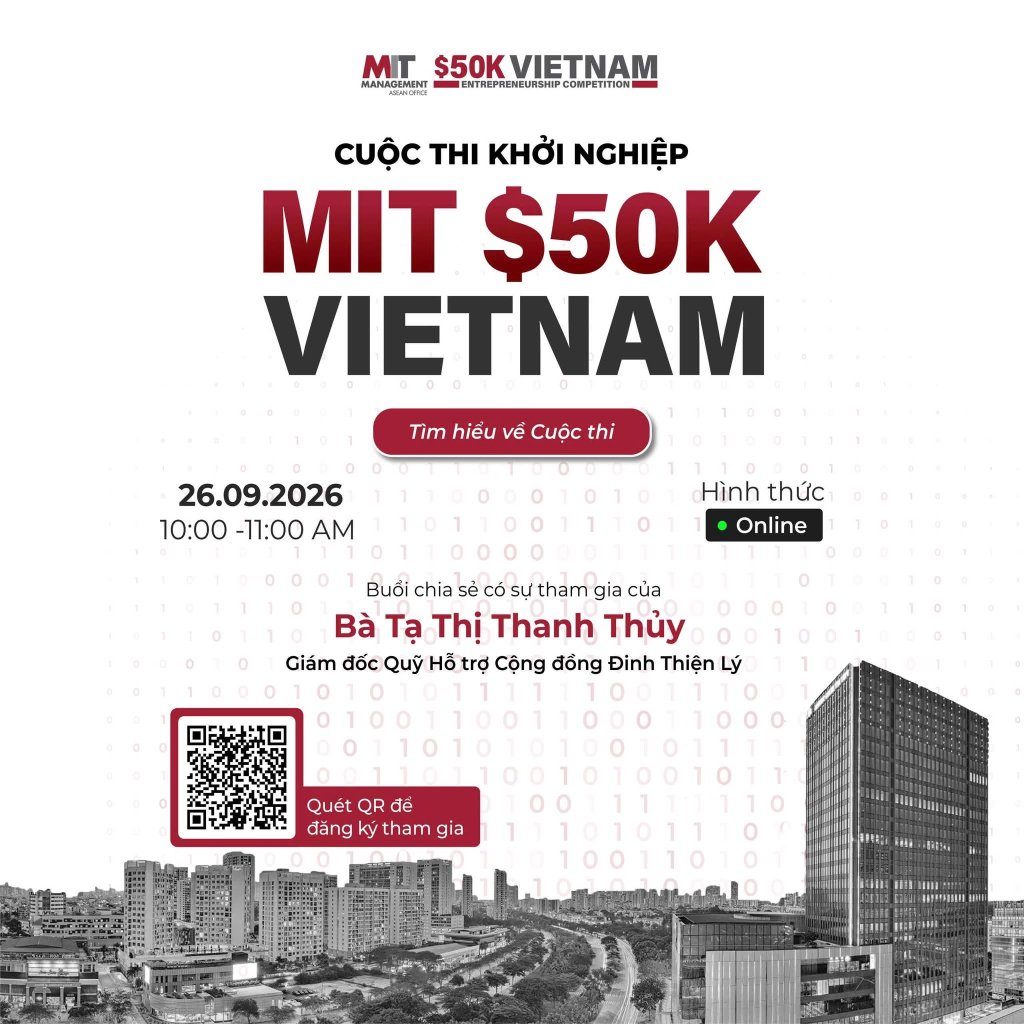 MIT
MANAGEMENT
ASEAN OFFICE
$50K VIETNAM
ENTREPRENEURSHIP COMPETITION
CUỘC THI KHỞI NGHIỆP
MIT $50K
VIETNAM
Tìm hiểu về Cuộc thi
26.09.2026
10:00 -11:00 AM
Hình thức
Online
Buổi chia sẻ có sự tham gia của
Bà Tạ Thị Thanh Thủy
Giám đốc Quỹ Hỗ trợ Cộng đồng Đinh Thiện Lý
Quét QR để
đăng ký tham gia